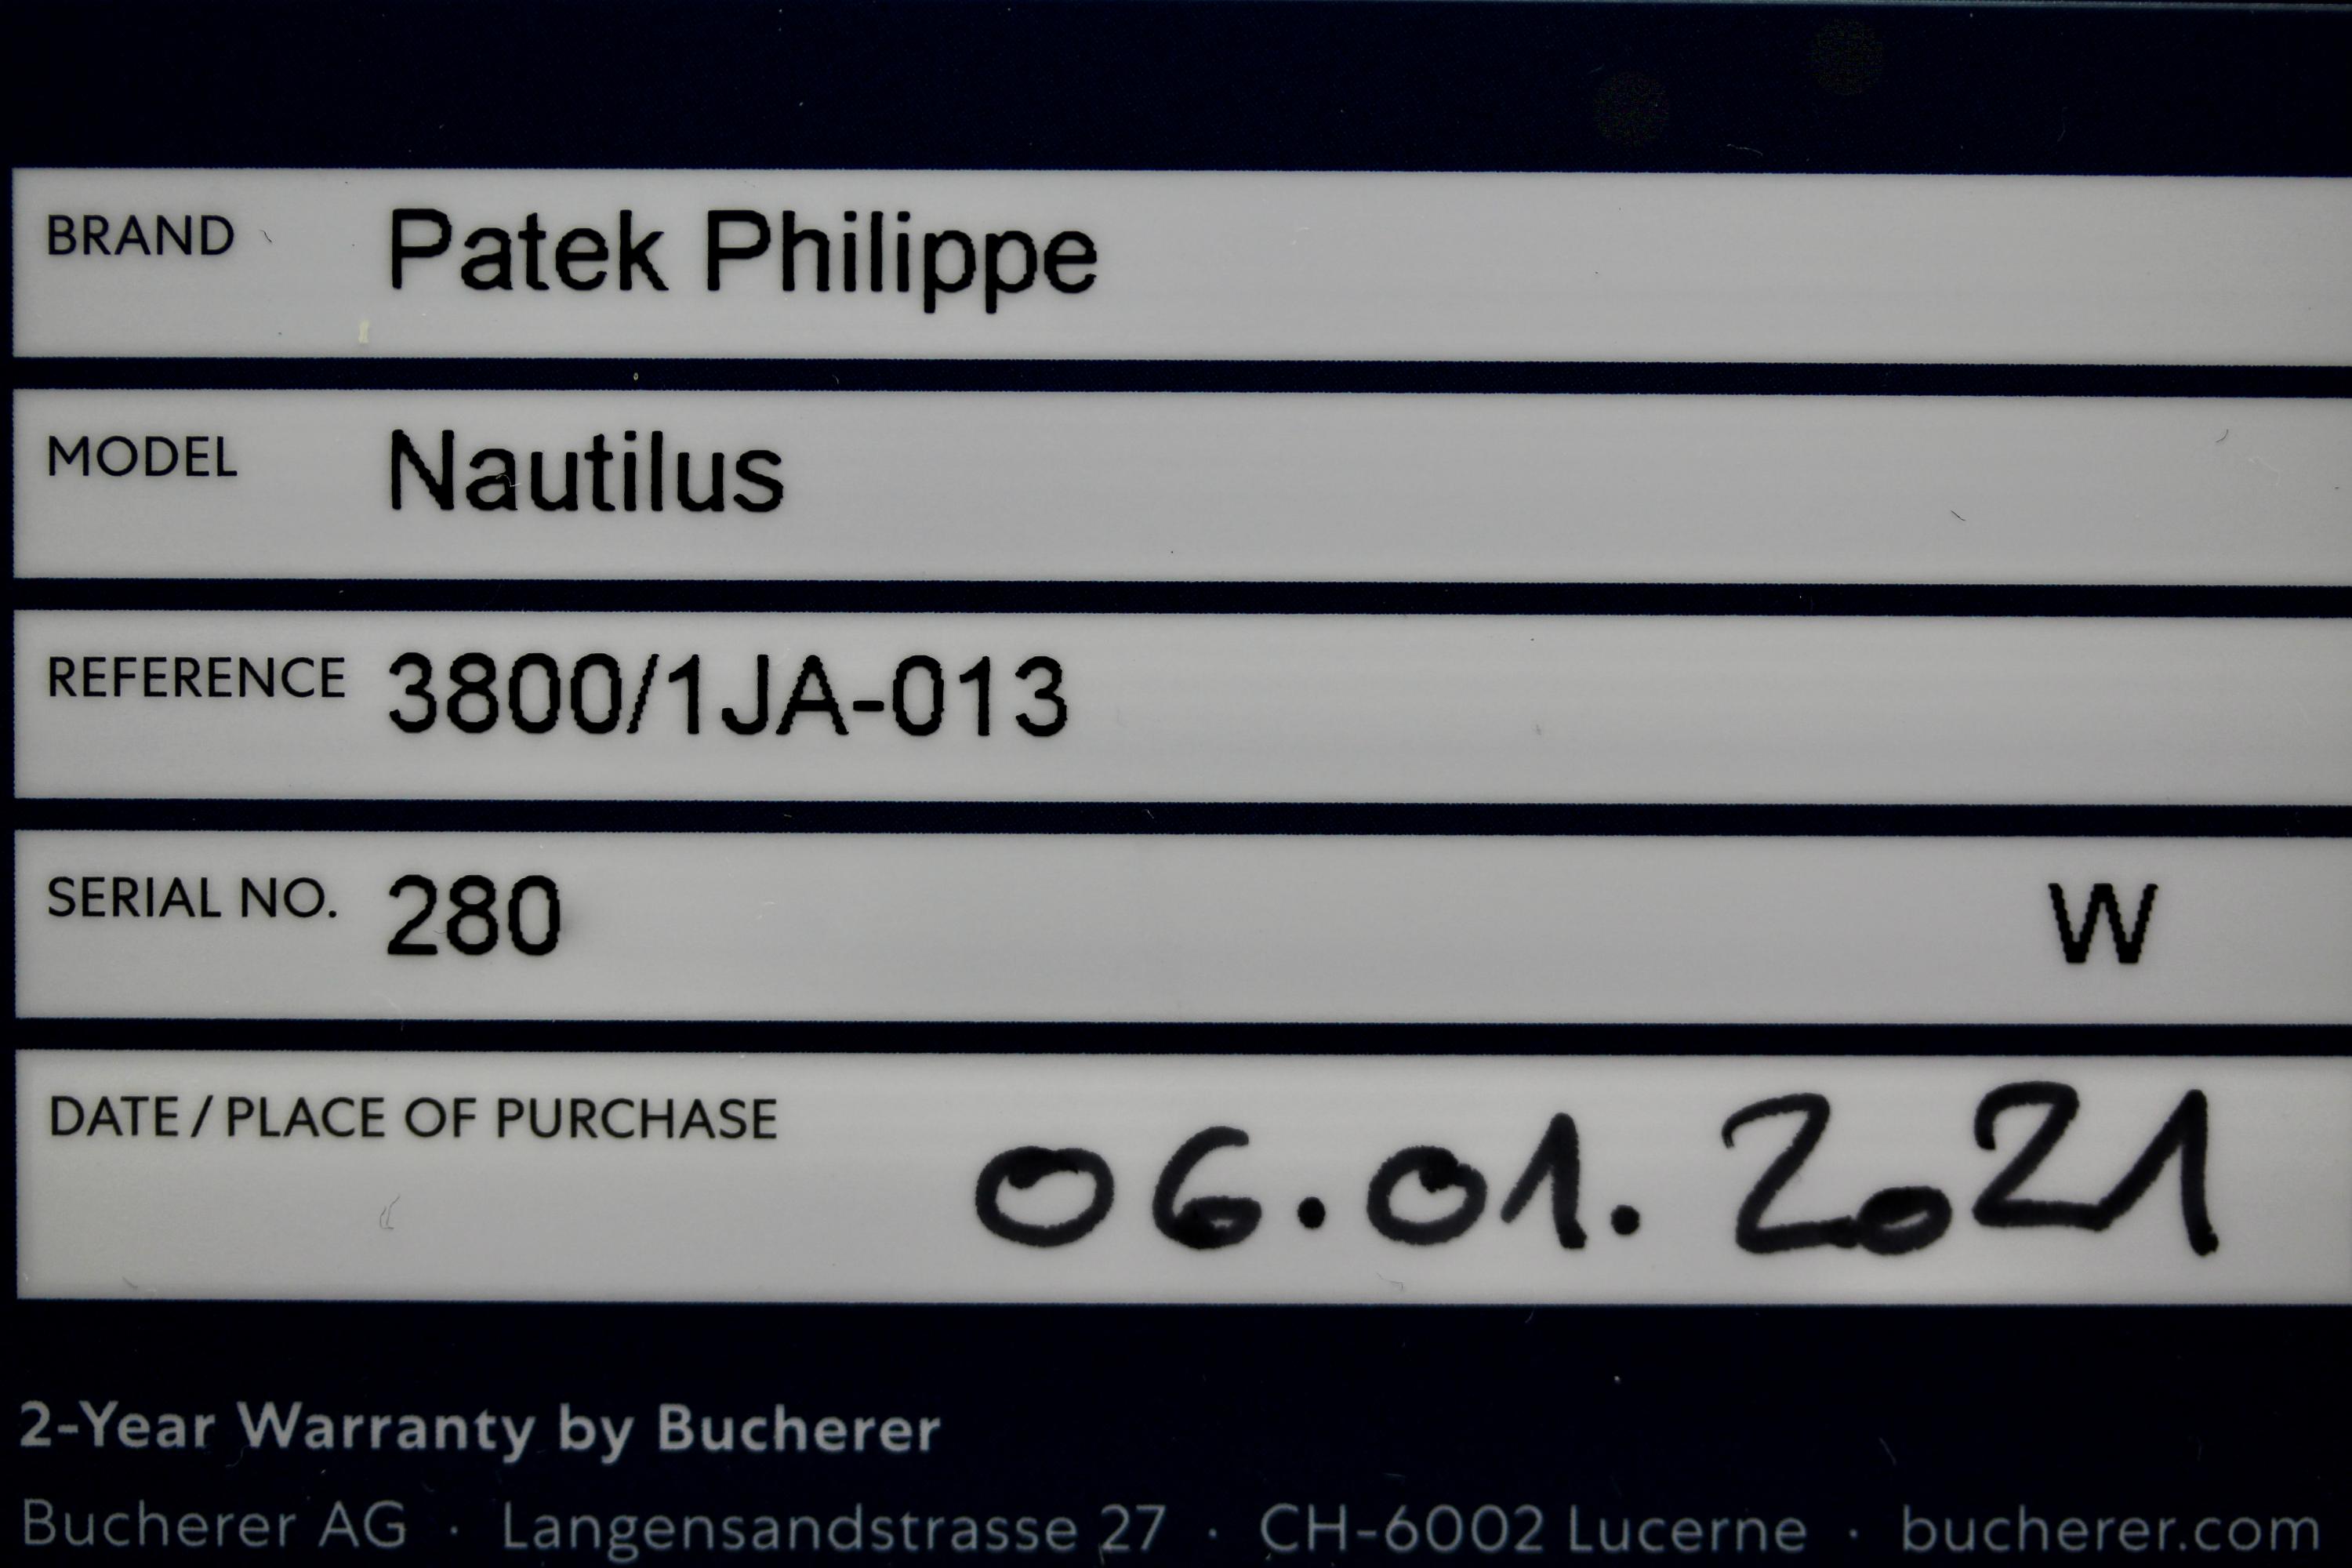 BRAND Patek Philippe
MODEL Nautilus
REFERENCE 3800/1JA-013
SERIAL NO. 280 W
DATE / PLACE OF PURCHASE 06.01.2021
2-Year Warranty by Bucherer
Bucherer AG · Langensandstrasse 27 · CH-6002 Lucerne · bucherer.com